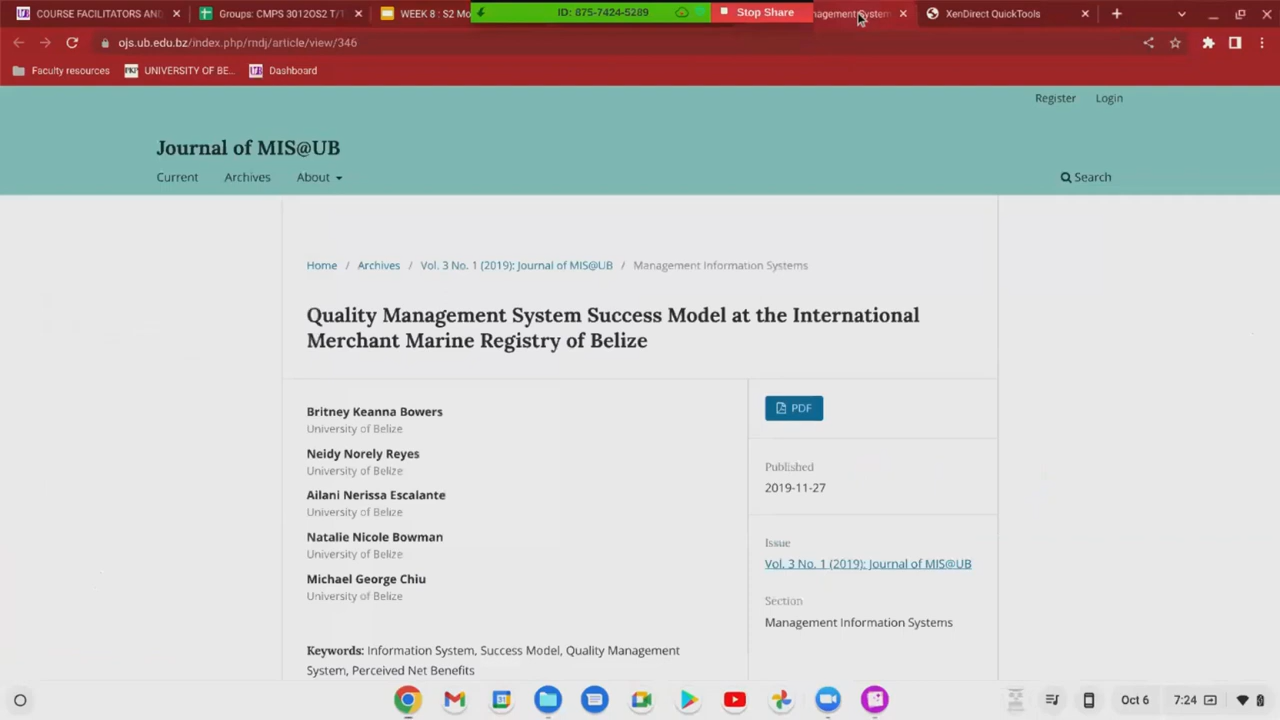 COURSE FACILITATORS AN
Groups: CMPS 3012OS2 T/T
WEEK 8 : S2 Mo
ID: 875-7424-5289
Stop Share
nagement System
XenDirect QuickTools
ojs.ub.edu.bz/index.php/rndj/article/view/346
Faculty resources
UNIVERSITY OF BE...
Dashboard
Register Login
Journal of MIS@UB
Current Archives About
Search
Home / Archives / Vol. 3 No. 1 (2019): Journal of MIS@UB / Management Information Systems
Quality Management System Success Model at the International
Merchant Marine Registry of Belize
Britney Keanna Bowers
University of Belize
Neidy Norely Reyes
University of Belize
Ailani Nerissa Escalante
University of Belize
Natalie Nicole Bowman
University of Belize
Michael George Chiu
University of Belize
Keywords: Information System, Success Model, Quality Management
System, Perceived Net Benefits
PDF
Published
2019-11-27
Issue
Vol. 3 No. 1 (2019): Journal of MIS@UB
Section
Management Information Systems
Oct 6
7:24